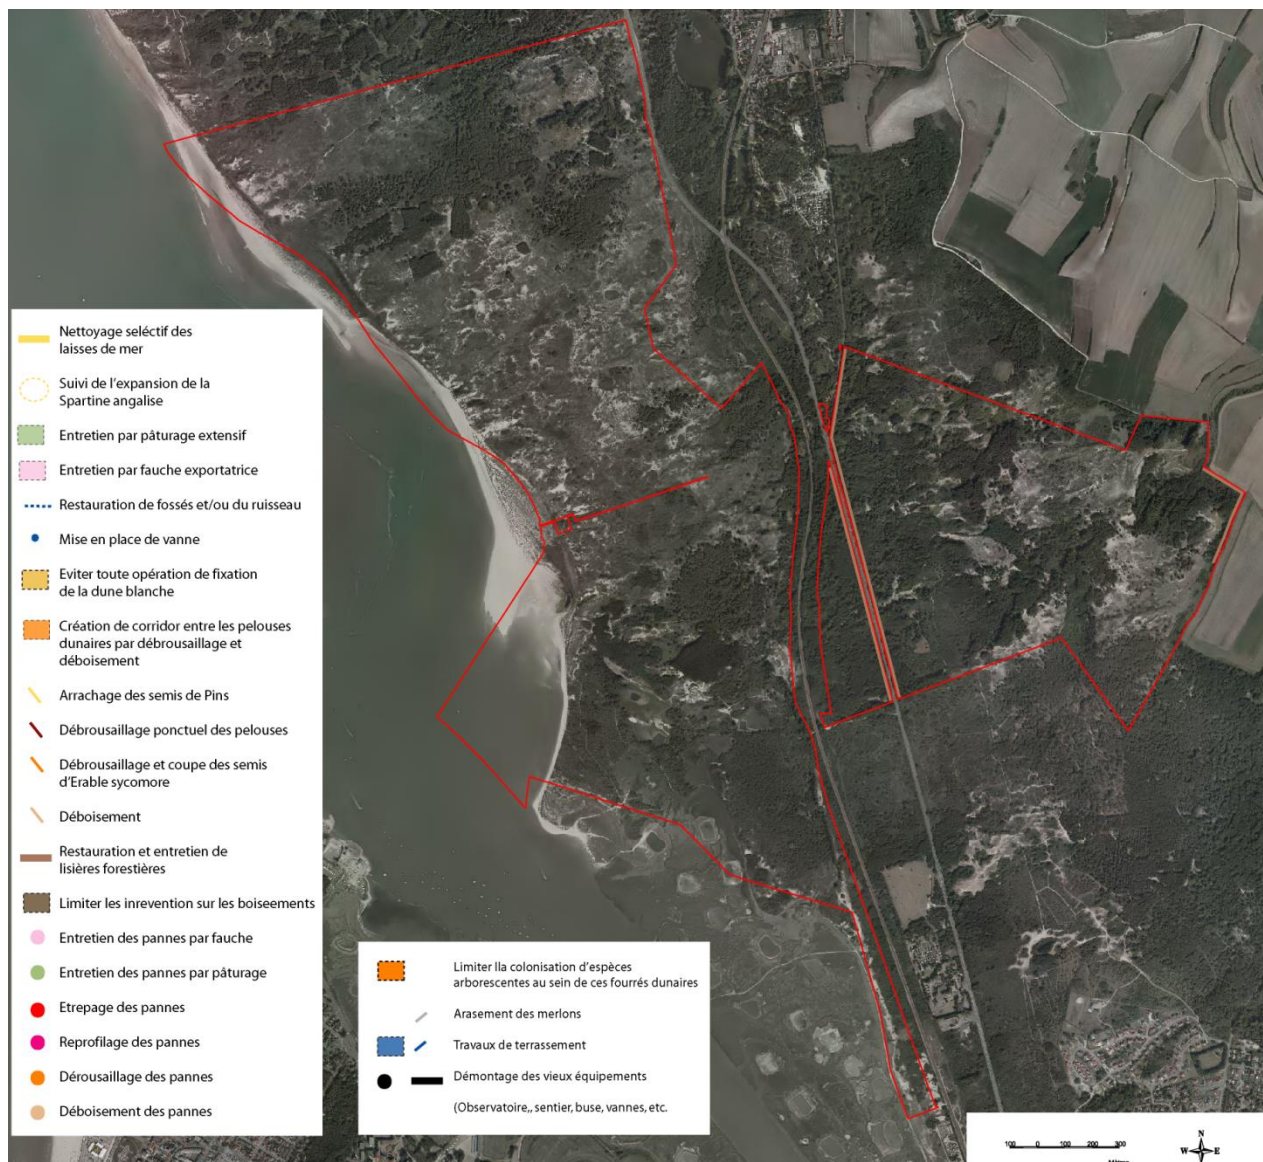 Nettoyage seléctif des
laisses de mer
Suivi de l'expansion de la
Spartine angalise
Entretien par pâturage extensif
Entretien par fauche exportatrice
Restauration de fossés et/ou du ruisseau
Mise en place de vanne
Eviter toute opération de fixation
de la dune blanche
Création de corridor entre les pelouses
dunaires par débrousaillage et
déboisement
Arrachage des semis de Pins
Débrousaillage ponctuel des pelouses
Débrousaillage et coupe des semis
d'Erable sycomore
Déboisement
Restauration et entretien de
lisières forestières
Limiter les inrevention sur les boiseements
Entretien des pannes par fauche
Entretien des pannes par pâturage
Etrepage des pannes
Reprofilage des pannes
Dérousaillage des pannes
Déboisement des pannes
Limiter lla colonisation d'espèces
arborescentes au sein de ces fourrés dunaires
Arasement des merlons
Travaux de terrassement
Démontage des vieux équipements
(Observatoire,, sentier, buse, vannes, etc.
100 0 100 200 300
N
W E